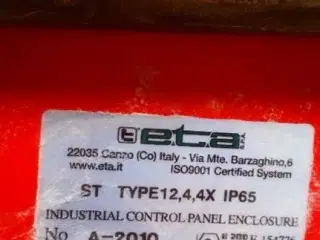 eta S.P.A.
22035 Canzo (Co) Italy - Via Mte. Barzaghino,6
www.eta.it ISO9001 Certified System
ST TYPE12,4,4X IP65
INDUSTRIAL CONTROL PANEL ENCLOSURE
No A-2010